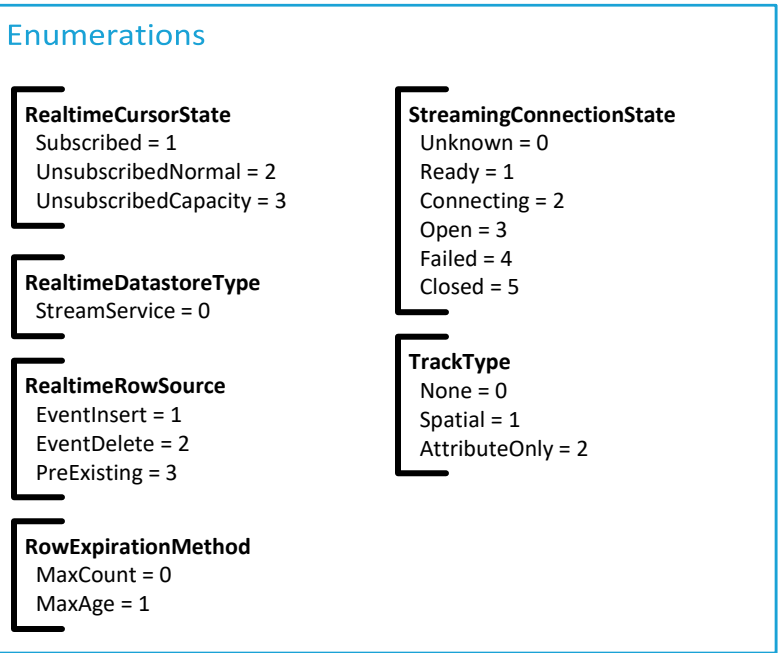 Enumerations
RealtimeCursorState
Subscribed = 1
UnsubscribedNormal = 2
UnsubscribedCapacity = 3
RealtimeDatastoreType
StreamService = 0
RealtimeRowSource
EventInsert = 1
EventDelete = 2
PreExisting = 3
RowExpirationMethod
MaxCount = 0
MaxAge = 1
StreamingConnectionState
Unknown = 0
Ready = 1
Connecting = 2
Open = 3
Failed = 4
Closed = 5
TrackType
None = 0
Spatial = 1
AttributeOnly = 2